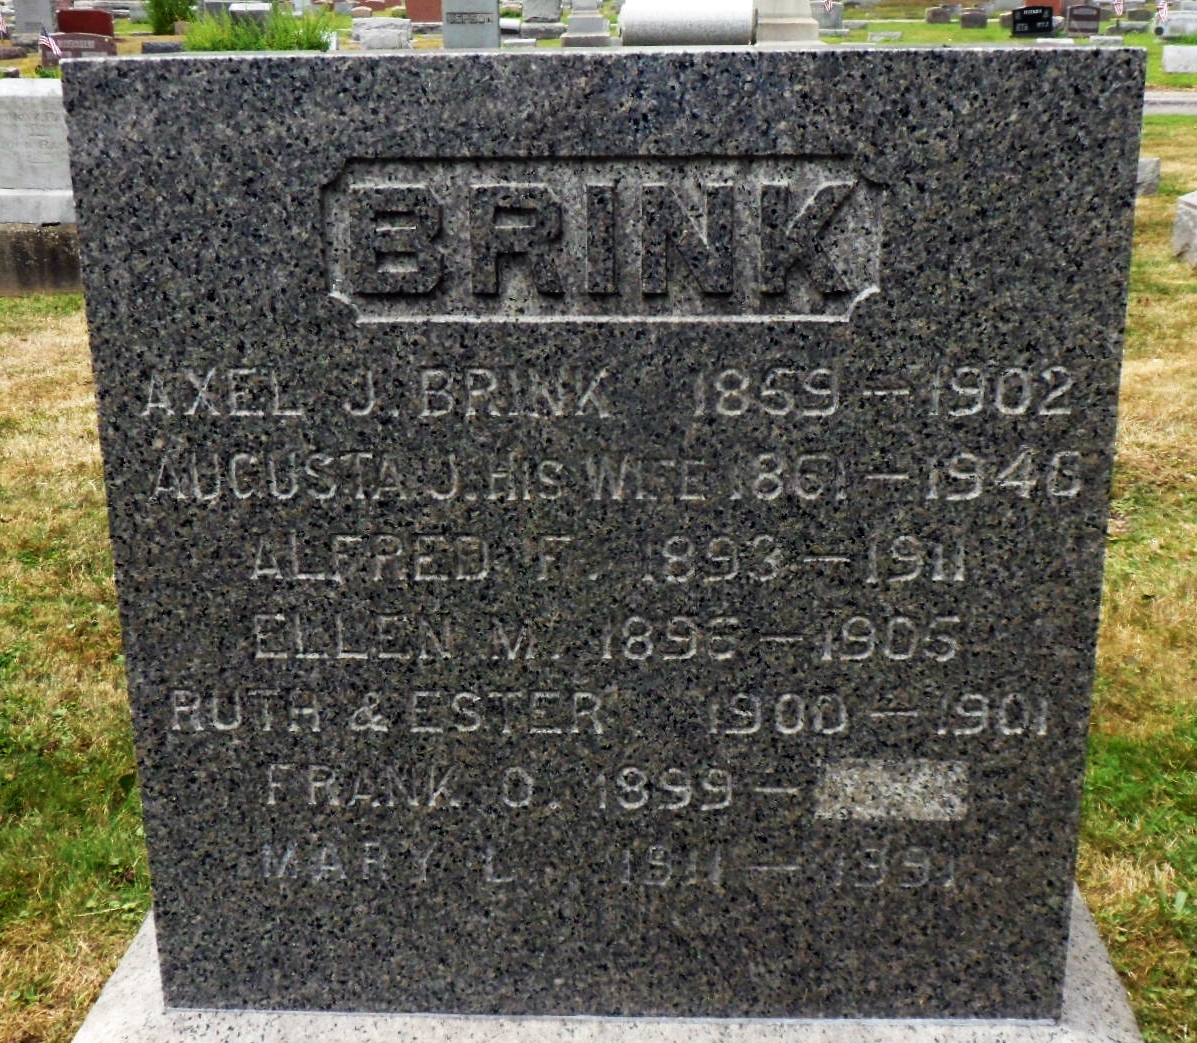 BRINK
AXEL J. BRINK 1869 – 1902
AUGUSTA J. HIS WIFE 1861 – 1946
ALFRED F. 1893 – 1911
ELLEN M. 1896 – 1905
RUTH & ESTER 1900 – 1901
FRANK O. 1899 –
MARY L. 1911 – 1991